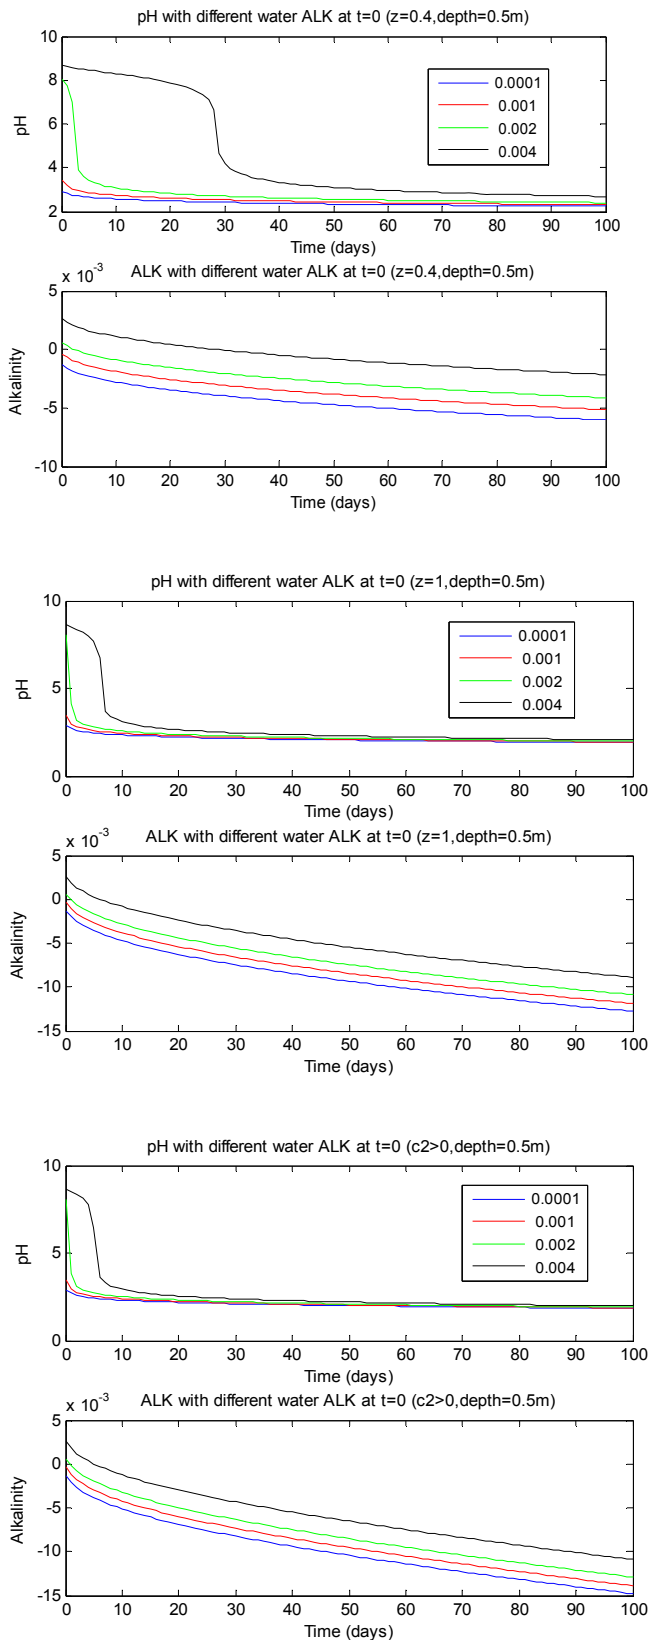 pH with different water ALK at t=0 (z=0.4,depth=0.5m)
10
8
6
4
2
pH
0.0001
0.001
0.002
0.004
0 10 20 30 40 50 60 70 80 90 100
Time (days)
x 10-3
ALK with different water ALK at t=0 (z=0.4,depth=0.5m)
5
0
-5
-10
Alkalinity
0 10 20 30 40 50 60 70 80 90 100
Time (days)
pH with different water ALK at t=0 (z=1,depth=0.5m)
10
5
0
pH
0.0001
0.001
0.002
0.004
0 10 20 30 40 50 60 70 80 90 100
Time (days)
x 10-3
ALK with different water ALK at t=0 (z=1,depth=0.5m)
5
0
-5
-10
-15
Alkalinity
0 10 20 30 40 50 60 70 80 90 100
Time (days)
pH with different water ALK at t=0 (c2>0,depth=0.5m)
10
5
0
pH
0.0001
0.001
0.002
0.004
0 10 20 30 40 50 60 70 80 90 100
Time (days)
x 10-3
ALK with different water ALK at t=0 (c2>0,depth=0.5m)
5
0
-5
-10
-15
Alkalinity
0 10 20 30 40 50 60 70 80 90 100
Time (days)